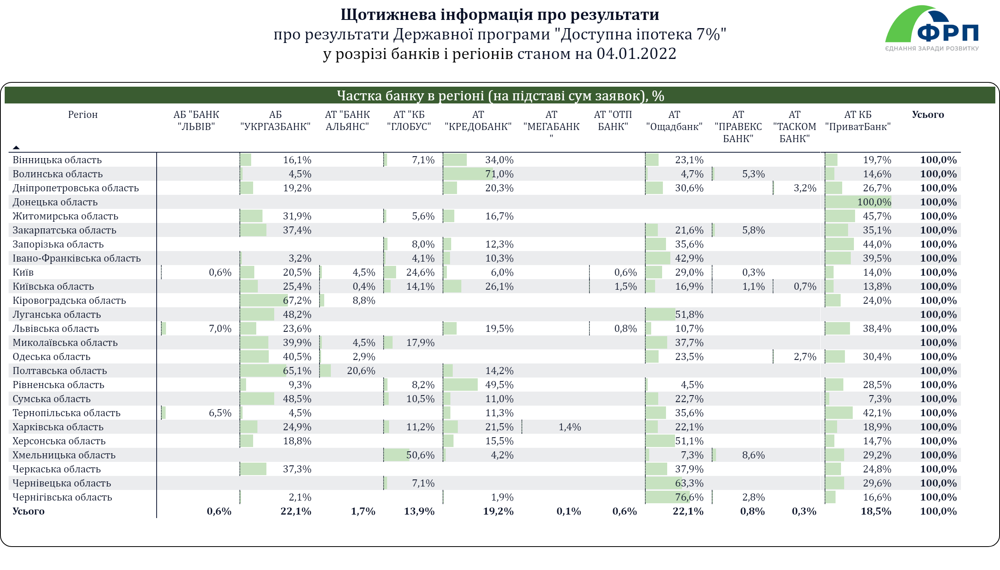 Щотижнева інформація про результати
про результати Державної програми "Доступна іпотека 7%"
у розрізі банків і регіонів станом на 04.01.2022
ФРП
ЄДНАННЯ ЗАРАДИ РОЗВИТКУ
Частка банку в регіоні (на підставі сум заявок), %
Регіон АБ "БАНК АБ АТ "БАНК АТ "КБ АТ АТ АТ "ОТП АТ АТ АТ АТ КБ Усього
"ЛЬВІВ" "УКРГАЗБАНК" АЛЬЯНС" "ГЛОБУС" "КРЕДОБАНК" "МЕГАБАНК БАНК" "Ощадбанк" "ПРАВЕКС "ТАСКОМ "ПриватБанк"
" БАНК" БАНК"
Вінницька область 16,1% 7,1% 34,0% 23,1% 19,7% 100,0%
Волинська область 4,5% 71,0% 4,7% 5,3% 14,6% 100,0%
Дніпропетровська область 19,2% 20,3% 30,6% 3,2% 26,7% 100,0%
Донецька область 100,0% 100,0%
Житомирська область 31,9% 5,6% 16,7% 45,7% 100,0%
Закарпатська область 37,4% 21,6% 5,8% 35,1% 100,0%
Запорізька область 8,0% 12,3% 35,6% 44,0% 100,0%
Івано-Франківська область 3,2% 4,1% 10,3% 42,9% 39,5% 100,0%
Київ 0,6% 20,5% 4,5% 24,6% 6,0% 0,6% 29,0% 0,3% 14,0% 100,0%
Київська область 25,4% 0,4% 14,1% 26,1% 1,5% 16,9% 1,1% 0,7% 13,8% 100,0%
Кіровоградська область 67,2% 8,8% 24,0% 100,0%
Луганська область 48,2% 51,8% 100,0%
Львівська область 7,0% 23,6% 19,5% 0,8% 10,7% 38,4% 100,0%
Миколаївська область 39,9% 4,5% 17,9% 37,7% 100,0%
Одеська область 40,5% 2,9% 23,5% 2,7% 30,4% 100,0%
Полтавська область 65,1% 20,6% 14,2% 100,0%
Рівненська область 9,3% 8,2% 49,5% 4,5% 28,5% 100,0%
Сумська область 48,5% 10,5% 11,0% 22,7% 7,3% 100,0%
Тернопільська область 6,5% 4,5% 11,3% 35,6% 42,1% 100,0%
Харківська область 24,9% 11,2% 21,5% 1,4% 22,1% 18,9% 100,0%
Херсонська область 18,8% 15,5% 51,1% 14,7% 100,0%
Хмельницька область 50,6% 4,2% 7,3% 8,6% 29,2% 100,0%
Черкаська область 37,3% 37,9% 24,8% 100,0%
Чернівецька область 7,1% 63,3% 29,6% 100,0%
Чернігівська область 2,1% 1,9% 76,6% 2,8% 16,6% 100,0%
Усього 0,6% 22,1% 1,7% 13,9% 19,2% 0,1% 0,6% 22,1% 0,8% 0,3% 18,5% 100,0%